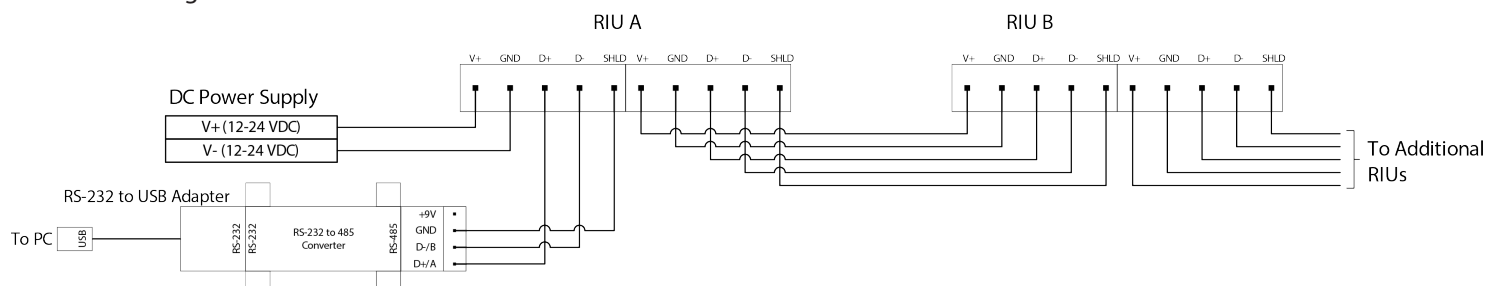 g
RIU A
RIU B
V+ GND D+ D- SHLD V+ GND D+ D- SHLD
V+ GND D+ D- SHLD V+ GND D+ D- SHLD
DC Power Supply
V+ (12-24 VDC)
V- (12-24 VDC)
To Additional
RIUs
RS-232 to USB Adapter
To PC
USB
RS-232
RS-232
RS-232 to 485
Converter
RS-485
+9V
GND
D-/B
D+/A